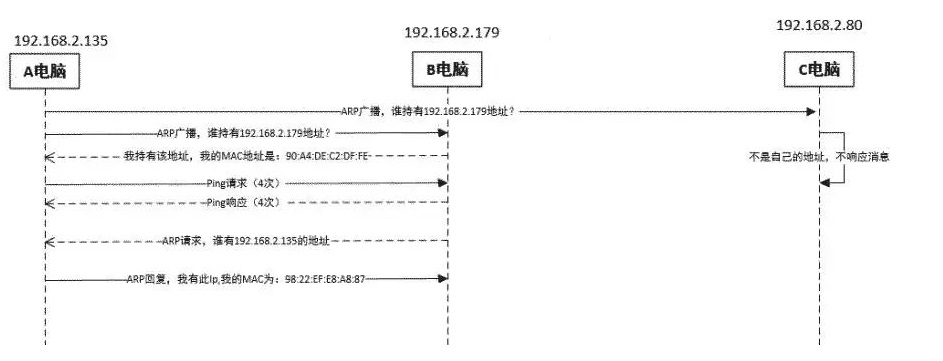 192.168.2.135
192.168.2.179
192.168.2.80
A电脑
B电脑
C电脑
ARP广播，谁持有192.168.2.179地址？
ARP广播，谁持有192.168.2.179地址？
我持有该地址，我的MAC地址是：90:A4:DE:C2:DF:FE
不是自己的地址，不响应消息
Ping请求（4次）
Ping响应（4次）
ARP请求，谁有192.168.2.135的地址
ARP回复，我有此Ip,我的MAC为：98:22:EF:E8:A8:87